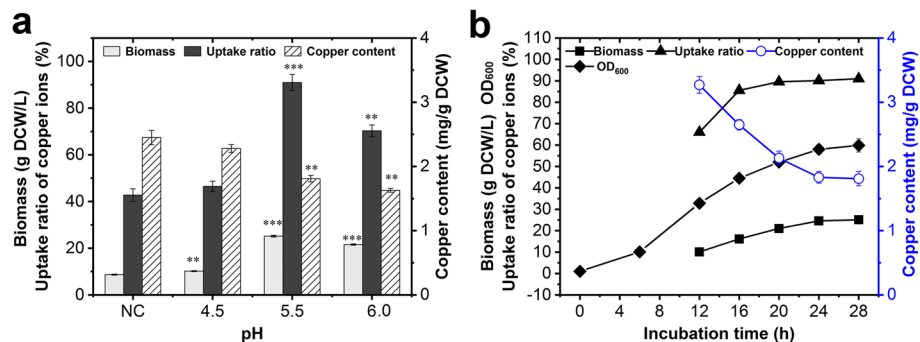 a
Biomass Uptake ratio Copper content
Biomass (g DCW/L)
Uptake ratio of copper ions (%)
100
80
60
40
20
0
***
**
**
**
***
***
**
4
3
2
1
0
Copper content (mg/g DCW)
NC 4.5 5.5 6.0
pH
b
Biomass Uptake ratio Copper content
OD600
Biomass (g DCW/L) OD600
Uptake ratio of copper ions (%)
110
100
90
80
70
60
50
40
30
20
10
0
-10
4
3
2
1
0
Copper content (mg/g DCW)
0 4 8 12 16 20 24 28
Incubation time (h)